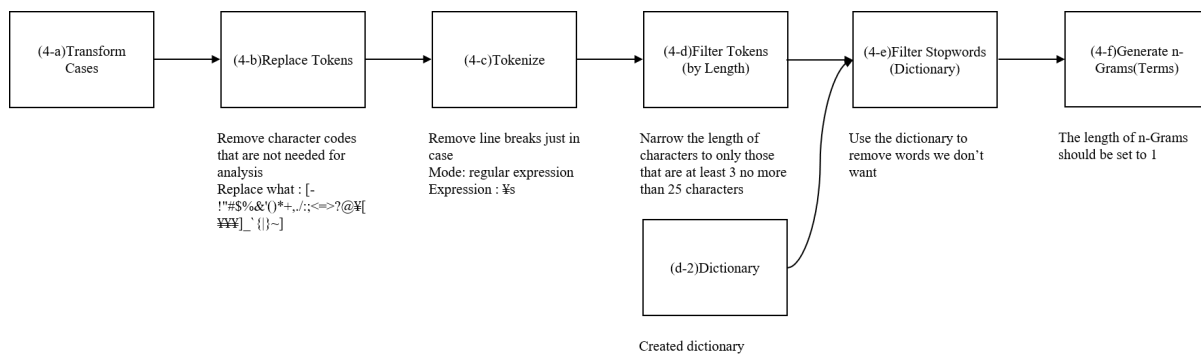 (4-a)Transform
Cases
(4-b)Replace Tokens
(4-c)Tokenize
(4-d)Filter Tokens
(by Length)
(4-e)Filter Stopwords
(Dictionary)
(4-f)Generate n-
Grams(Terms)
Remove character codes
that are not needed for
analysis
Replace what : [-
!"#$%&'()*+,./:;<=>?@¥[
¥¥¥]_`{|}~]
Remove line breaks just in
case
Mode: regular expression
Expression : ¥s
Narrow the length of
characters to only those
that are at least 3 no more
than 25 characters
Use the dictionary to
remove words we don’t
want
The length of n-Grams
should be set to 1
(d-2)Dictionary
Created dictionary